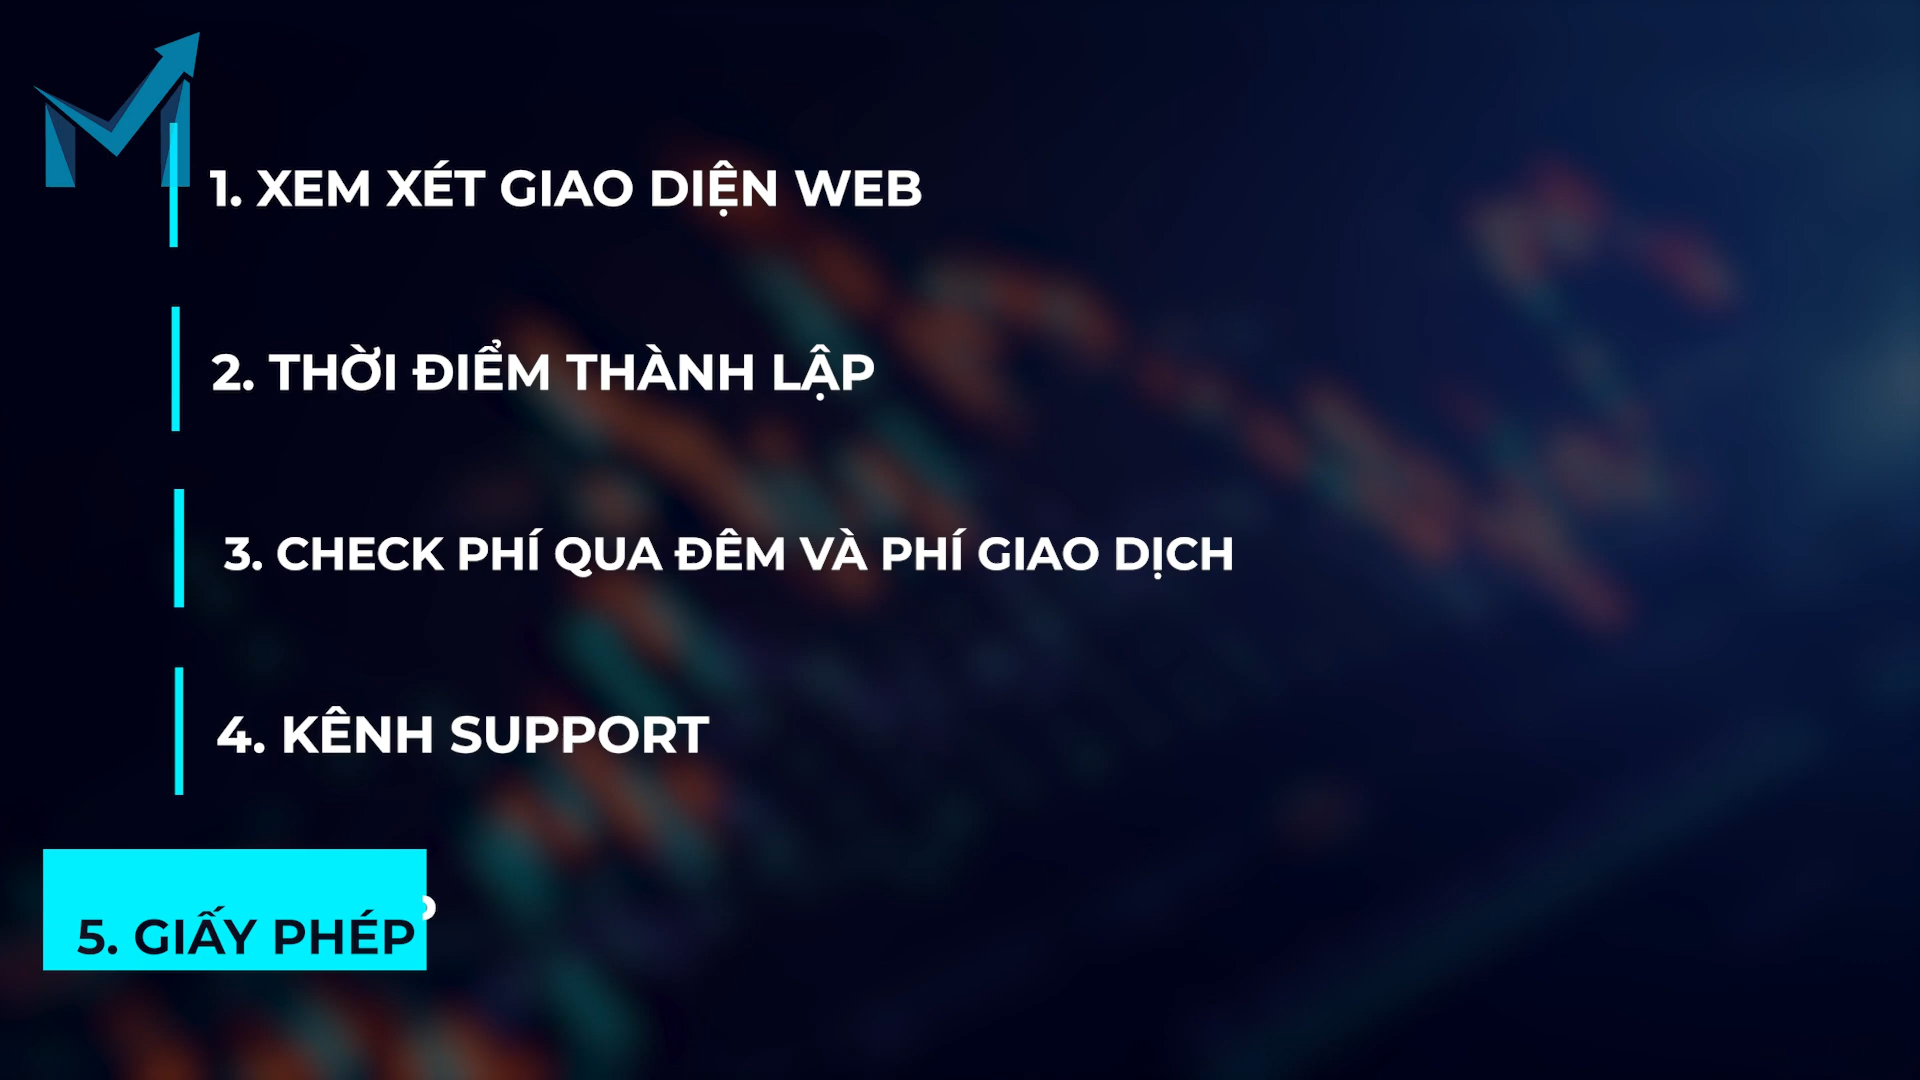 1. XEM XÉT GIAO DIỆN WEB
2. THỜI ĐIỂM THÀNH LẬP
3. CHECK PHÍ QUA ĐÊM VÀ PHÍ GIAO DỊCH
4. KÊNH SUPPORT
5. GIẤY PHÉP